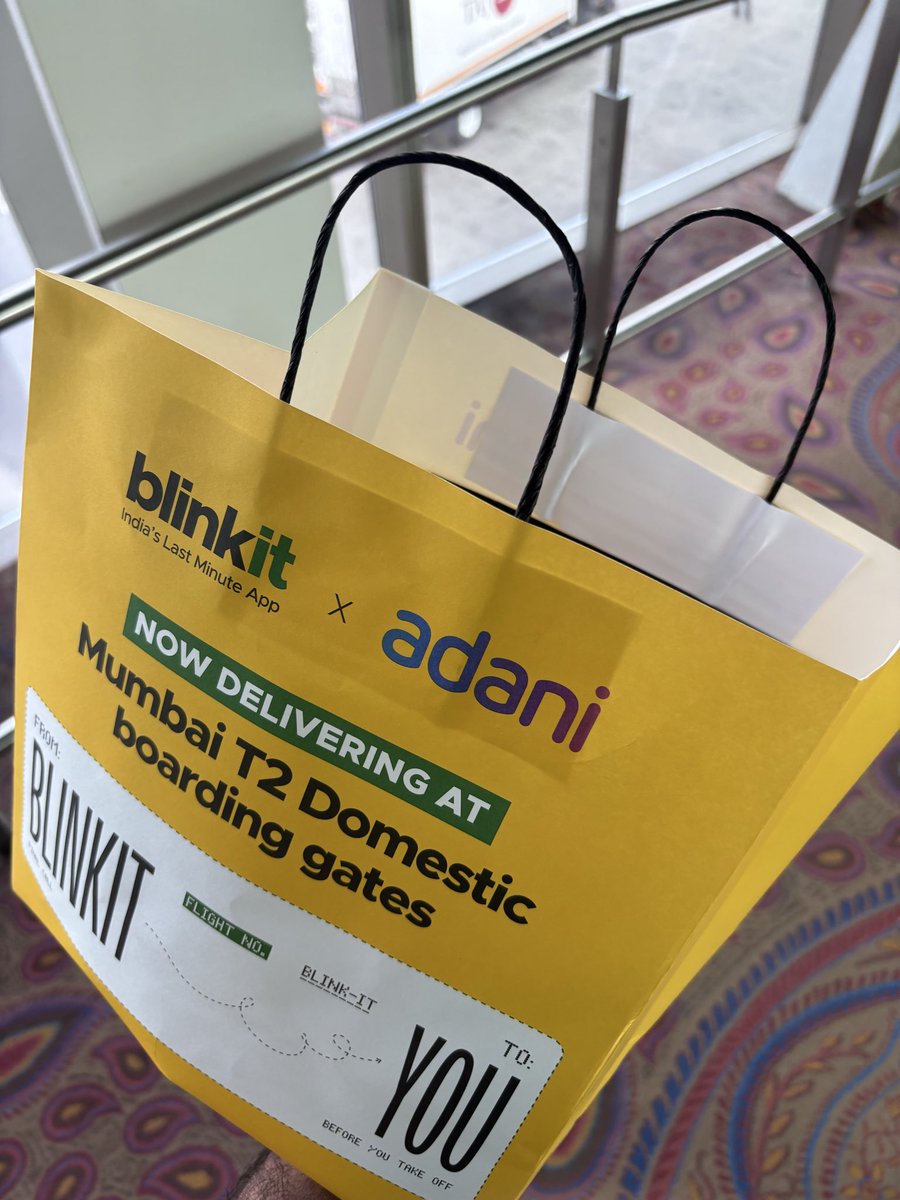 blinkit
India's Last Minute App
x
adani
NOW DELIVERING AT
Mumbai T2 Domestic
boarding gates
FROM:
BLINKIT
FLIGHT NO.
BLINK-IT
TO:
YOU
BEFORE YOU TAKE OFF